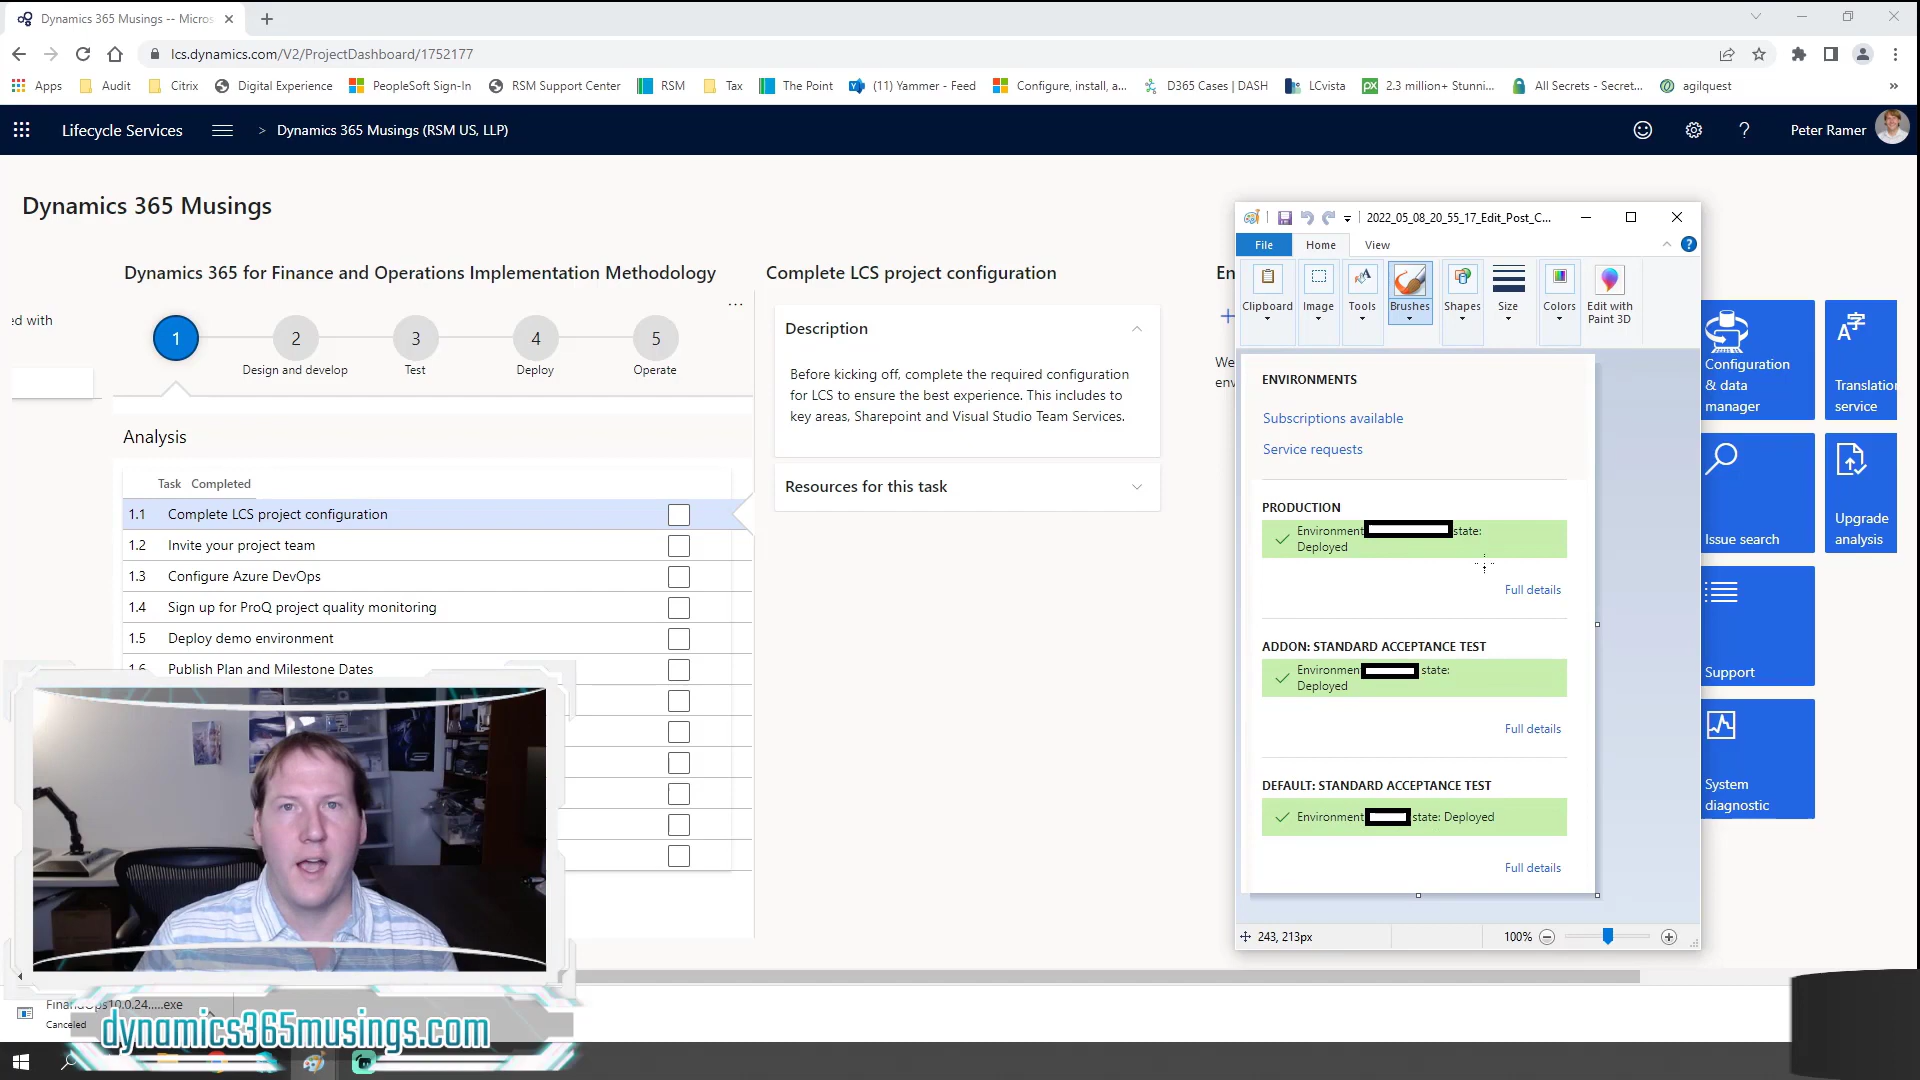 Dynamics 365 Musings -- Micros
lcs.dynamics.com/V2/ProjectDashboard/1752177
Apps
Audit
Citrix
Digital Experience
PeopleSoft Sign-In
RSM Support Center
RSM
Tax
The Point
(11) Yammer - Feed
Configure, install, a...
D365 Cases | DASH
LCvista
2.3 million+ Stunni...
All Secrets - Secret...
agilquest
»
Lifecycle Services
> Dynamics 365 Musings (RSM US, LLP)
?
Peter Ramer
Dynamics 365 Musings
ed with
Dynamics 365 for Finance and Operations Implementation Methodology
...
1
2
3
4
5
Design and develop
Test
Deploy
Operate
Analysis
Task Completed
1.1 Complete LCS project configuration
1.2 Invite your project team
1.3 Configure Azure DevOps
1.4 Sign up for ProQ project quality monitoring
1.5 Deploy demo environment
1.6 Publish Plan and Milestone Dates
Complete LCS project configuration
Description
Before kicking off, complete the required configuration
for LCS to ensure the best experience. This includes to
key areas, Sharepoint and Visual Studio Team Services.
Resources for this task
En
+
We
env
2022_05_08_20_55_17_Edit_Post_C...
File
Home
View
?
Clipboard
Image
Tools
Brushes
Shapes
Size
Colors
Edit with
Paint 3D
ENVIRONMENTS
Subscriptions available
Service requests
PRODUCTION
Environment state:
Deployed
Full details
ADDON: STANDARD ACCEPTANCE TEST
Environmen state:
Deployed
Full details
DEFAULT: STANDARD ACCEPTANCE TEST
Environment state: Deployed
Full details
243, 213px
100%
Configuration
& data
manager
Translation
service
Issue search
Upgrade
analysis
Support
System
diagnostic
FinandOps10.0.24.....exe
Canceled
dynamics365musings.com